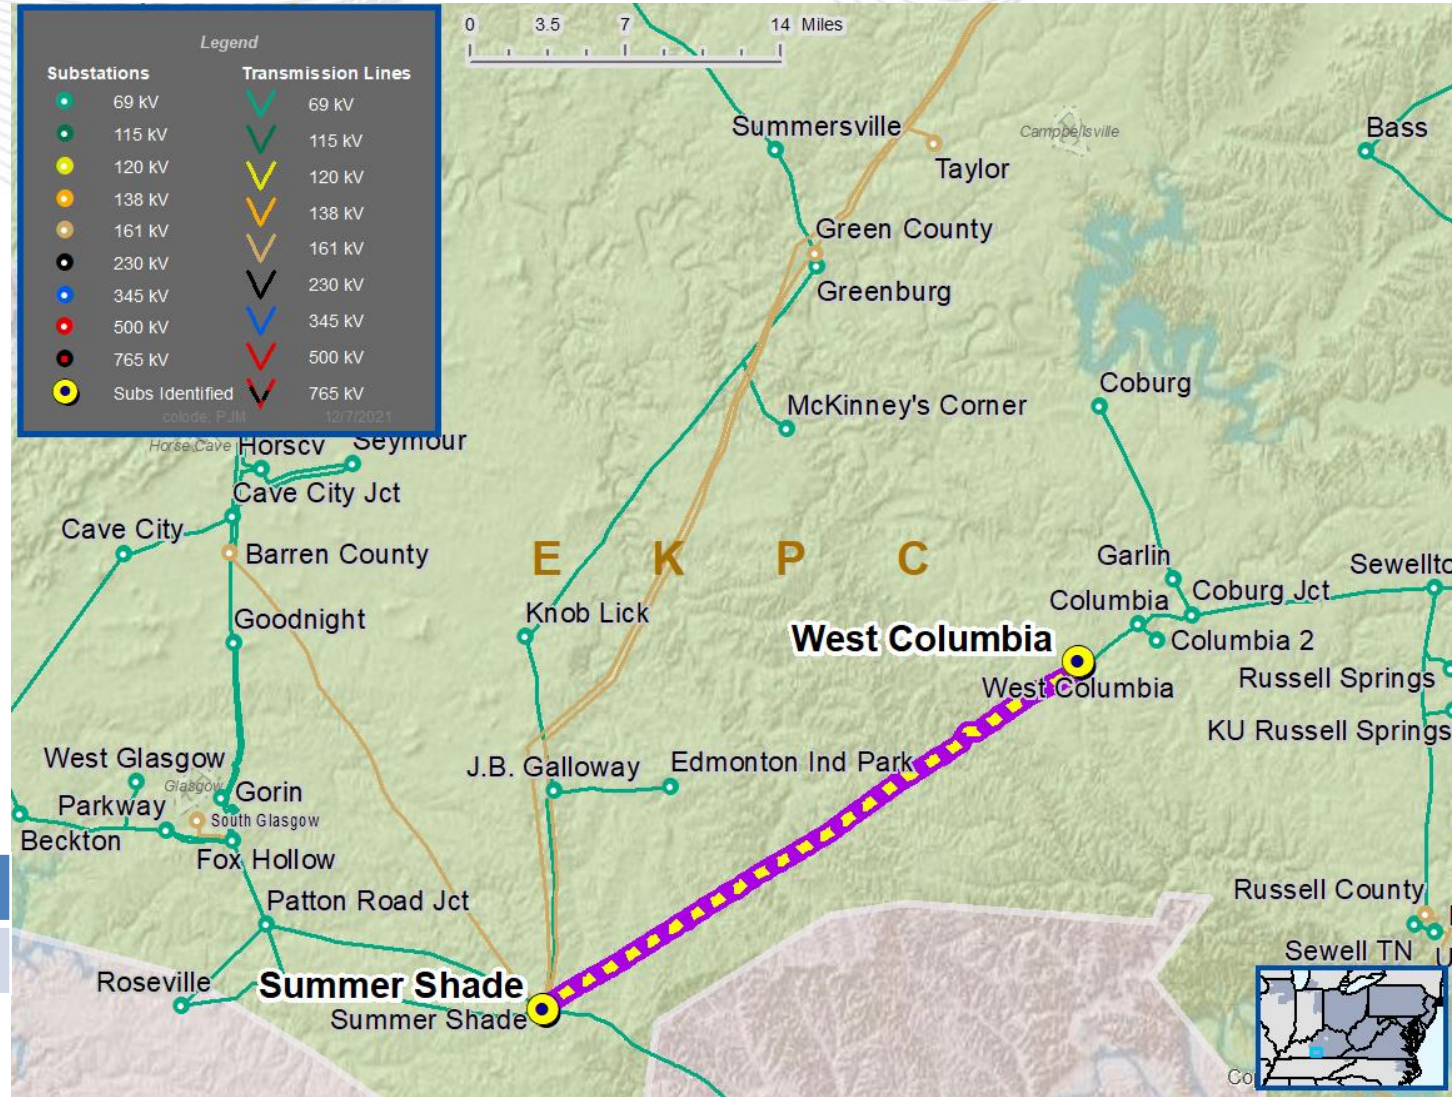 Legend
Substations
Transmission Lines
69 kV
69 kV
115 kV
115 kV
120 kV
120 kV
138 kV
138 kV
161 kV
161 kV
230 kV
230 kV
345 kV
345 kV
500 kV
500 kV
765 kV
765 kV
Subs Identified
colode: PJM
12/7/2021
0 3.5 7 14 Miles
Summersville
Campbellsville
Bass
Taylor
Green County
Greenburg
Coburg
McKinney's Corner
Horse Cave
Horscv
Seymour
Cave City Jct
Cave City
Barren County
E K P C
Garlin
Sewellto
Coburg Jct
Columbia
Knob Lick
Goodnight
West Columbia
Columbia 2
West Columbia
Russell Springs
KU Russell Springs
West Glasgow
J.B. Galloway
Edmonton Ind Park
Glasgow
Gorin
Parkway
South Glasgow
Beckton
Fox Hollow
Patton Road Jct
Russell County
Sewell TN
U
Roseville
Summer Shade
Summer Shade
Co